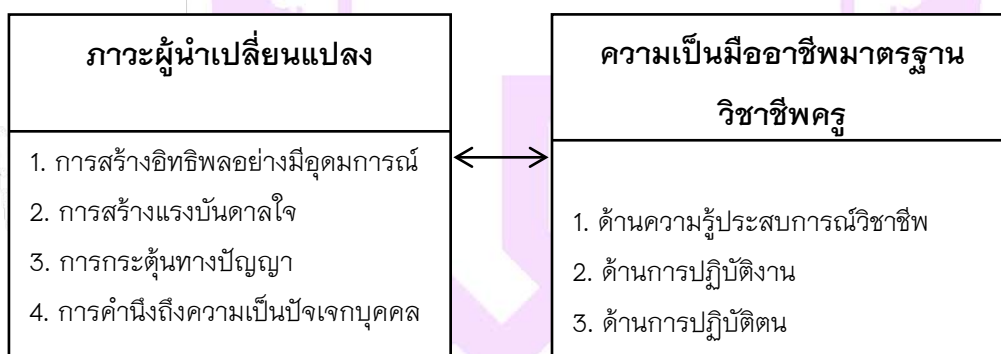 ภาวะผู้นำเปลี่ยนแปลง
1. การสร้างอิทธิพลอย่างมีอุดมการณ์
2. การสร้างแรงบันดาลใจ
3. การกระตุ้นทางปัญญา
4. การคำนึงถึงความเป็นปัจเจกบุคคล
ความเป็นมืออาชีพมาตรฐาน
วิชาชีพครู
1. ด้านความรู้ประสบการณ์วิชาชีพ
2. ด้านการปฏิบัติงาน
3. ด้านการปฏิบัติตน